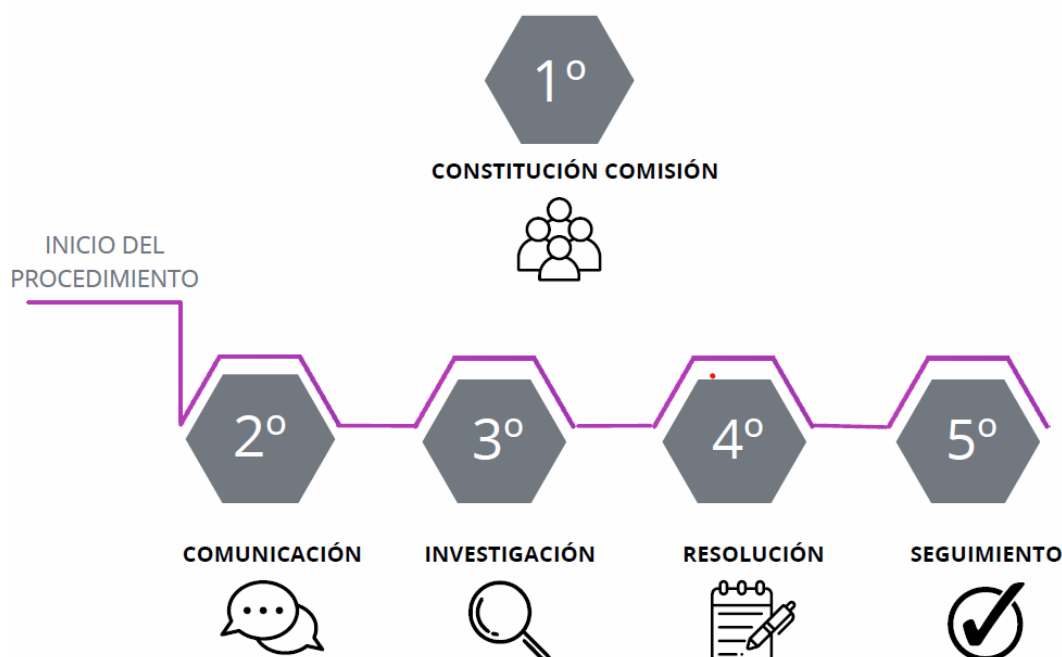 1º
CONSTITUCIÓN COMISIÓN
INICIO DEL
PROCEDIMIENTO
2º
3º
4º
5º
COMUNICACIÓN
INVESTIGACIÓN
RESOLUCIÓN
SEGUIMIENTO